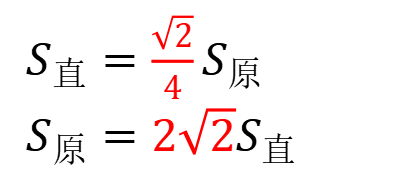 S直 = √2/4 S原
S原 = 2√2S直